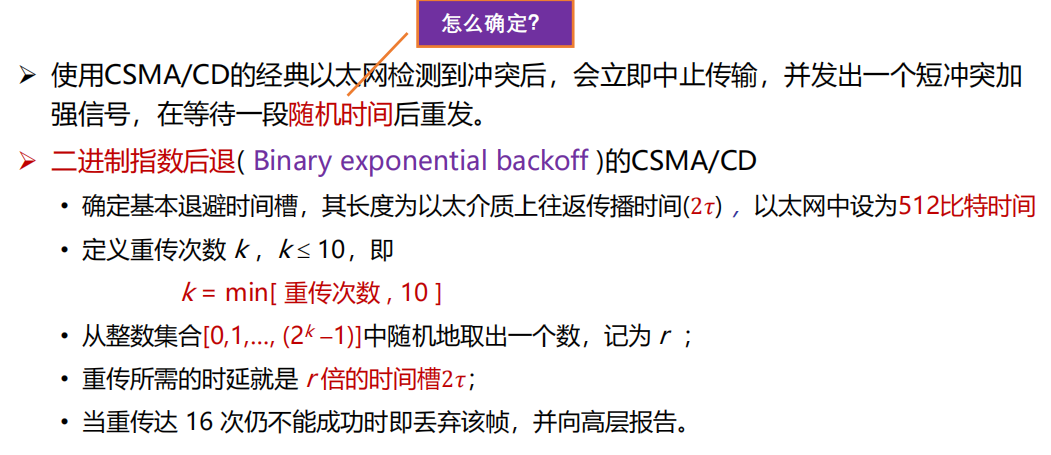 怎么确定?
➢ 使用CSMA/CD的经典以太网检测到冲突后，会立即中止传输，并发出一个短冲突加
强信号，在等待一段随机时间后重发。
➢ 二进制指数后退( Binary exponential backoff )的CSMA/CD
• 确定基本退避时间槽，其长度为以太介质上往返传播时间(2τ) ，以太网中设为512比特时间
• 定义重传次数 k ，k ≤ 10，即
k = min[ 重传次数 , 10 ]
• 从整数集合[0,1,…, (2ᵏ –1)]中随机地取出一个数，记为 r ；
• 重传所需的时延就是 r 倍的时间槽2τ；
• 当重传达 16 次仍不能成功时即丢弃该帧，并向高层报告。